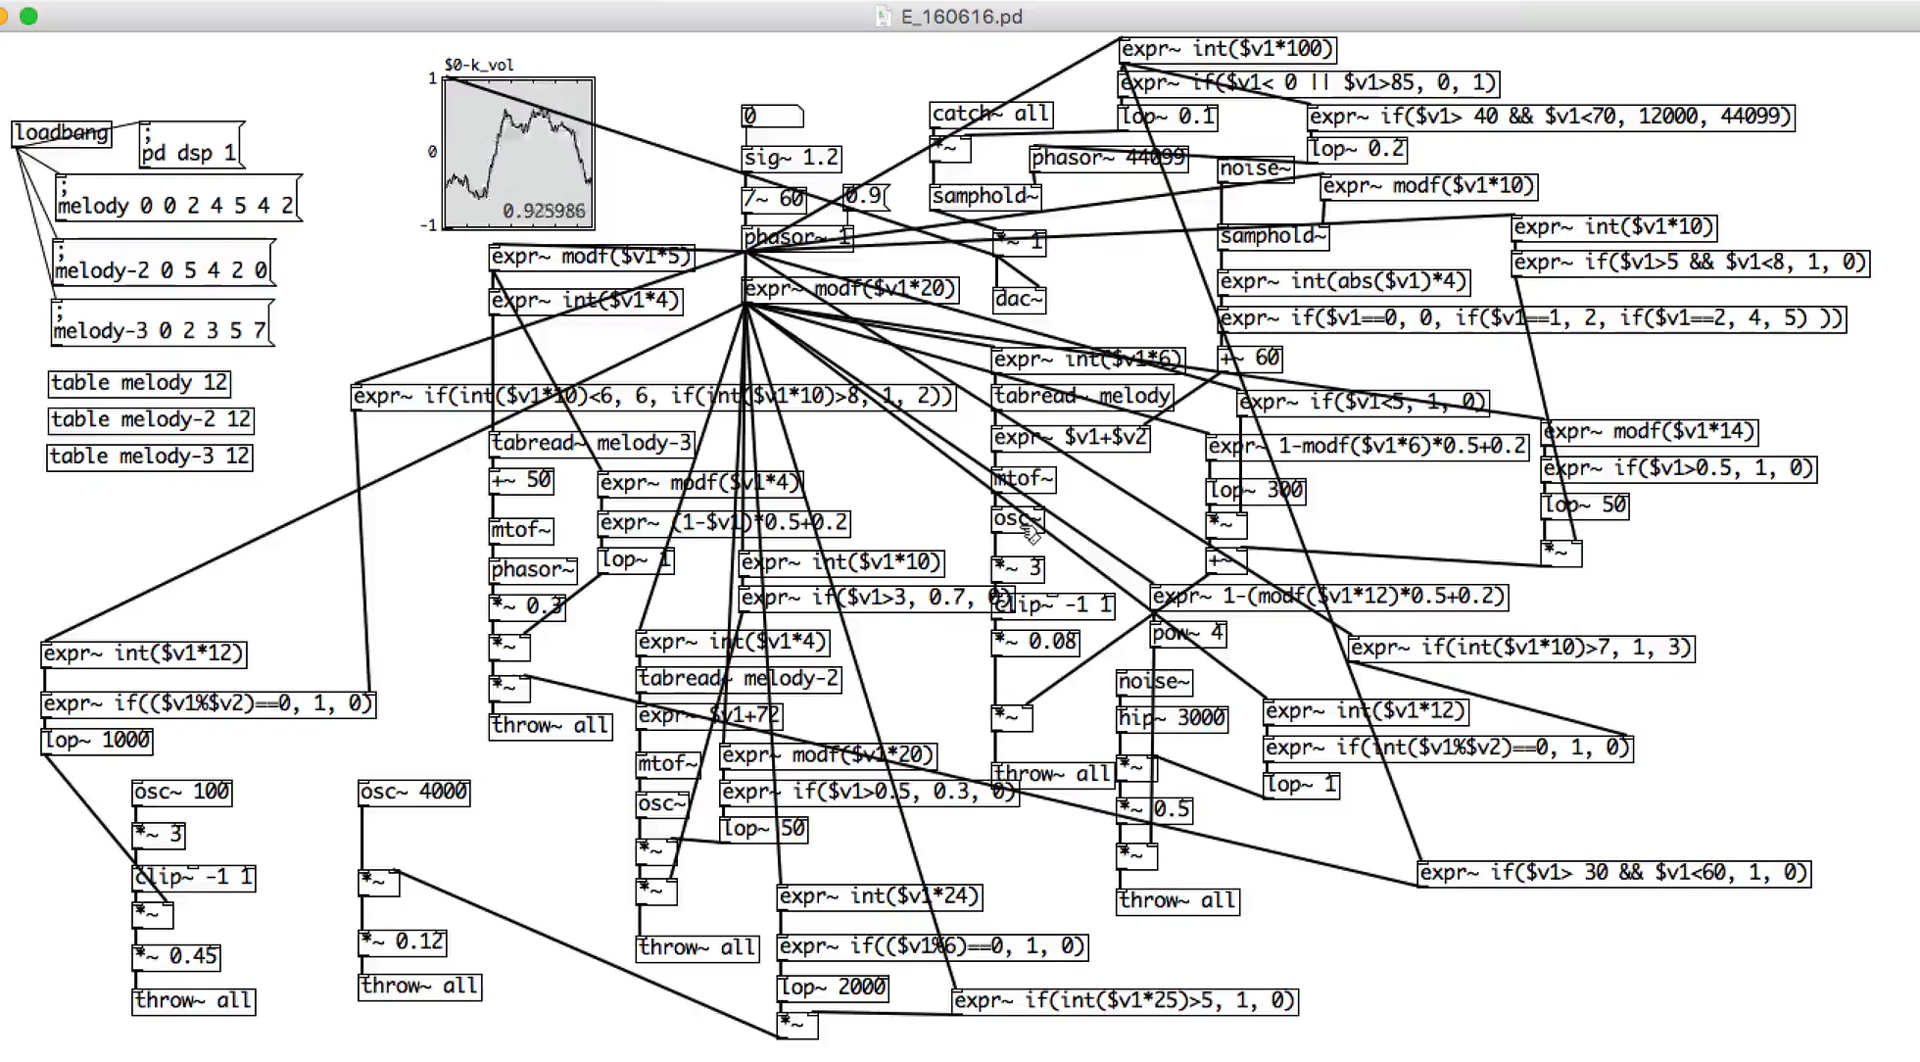 E_160616.pd
$0-k_vol
1
0
-1
0.925986
loadbang
;
pd dsp 1
;
melody 0 0 2 4 5 4 2
;
melody-2 0 5 4 2 0
;
melody-3 0 2 3 5 7
table melody 12
table melody-2 12
table melody-3 12
0
sig~ 1.2
/~ 60
0.9
phasor~ 1
expr~ modf($v1*20)
catch~ all
*~
phasor~ 44099
samphold~
*~ 1
dac~
expr~ int($v1*100)
expr~ if($v1< 0 || $v1>85, 0, 1)
lop~ 0.1
expr~ if($v1> 40 && $v1<70, 12000, 44099)
lop~ 0.2
noise~
expr~ modf($v1*10)
samphold~
expr~ int(abs($v1)*4)
expr~ if($v1==0, 0, if($v1==1, 2, if($v1==2, 4, 5) ))
+~ 60
expr~ int($v1*10)
expr~ if($v1>5 && $v1<8, 1, 0)
expr~ modf($v1*5)
expr~ int($v1*4)
expr~ if(int($v1*10)<6, 6, if(int($v1*10)>8, 1, 2))
tabread~ melody-3
+~ 50
mtof~
phasor~
*~ 0.3
*~
*~
throw~ all
expr~ modf($v1*4)
expr~ (1-$v1)*0.5+0.2
lop~ 1
expr~ int($v1*6)
tabread~ melody
expr~ $v1+$v2
mtof~
osc~
*~ 3
clip~ -1 1
*~ 0.08
*~
throw~ all
expr~ if($v1<5, 1, 0)
expr~ 1-modf($v1*6)*0.5+0.2
lop~ 300
*~
+~
expr~ modf($v1*14)
expr~ if($v1>0.5, 1, 0)
lop~ 50
*~
expr~ int($v1*10)
expr~ if($v1>3, 0.7, 0)
expr~ int($v1*4)
tabread~ melody-2
expr~ $v1+72
mtof~
osc~
*~
*~
throw~ all
expr~ modf($v1*20)
expr~ if($v1>0.5, 0.3, 0)
lop~ 50
expr~ 1-(modf($v1*12)*0.5+0.2)
pow~ 4
noise~
hip~ 3000
*~
*~ 0.5
*~
throw~ all
expr~ if(int($v1*10)>7, 1, 3)
expr~ int($v1*12)
expr~ if(int($v1%$v2)==0, 1, 0)
lop~ 1
expr~ if($v1> 30 && $v1<60, 1, 0)
expr~ int($v1*12)
expr~ if(($v1%$v2)==0, 1, 0)
lop~ 1000
osc~ 100
*~ 3
clip~ -1 1
*~
*~ 0.45
throw~ all
osc~ 4000
*~
*~ 0.12
throw~ all
expr~ int($v1*24)
expr~ if(($v1%6)==0, 1, 0)
lop~ 2000
*~
expr~ if(int($v1*25)>5, 1, 0)